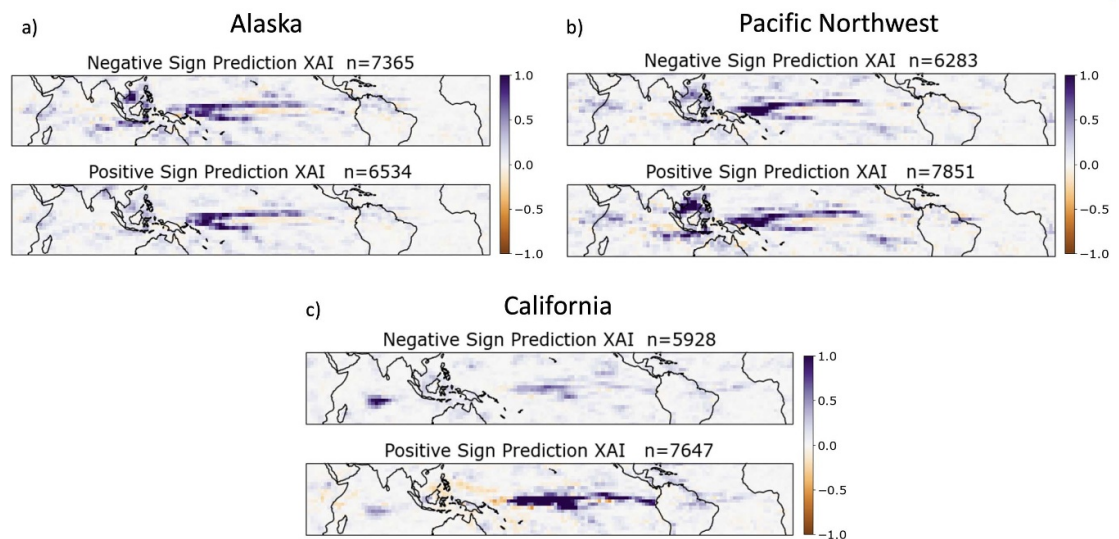 a) Alaska
Negative Sign Prediction XAI n=7365
1.0
0.5
0.0
−0.5
−1.0
Positive Sign Prediction XAI n=6534
b) Pacific Northwest
Negative Sign Prediction XAI n=6283
1.0
0.5
0.0
−0.5
−1.0
Positive Sign Prediction XAI n=7851
c) California
Negative Sign Prediction XAI n=5928
1.0
0.5
0.0
−0.5
−1.0
Positive Sign Prediction XAI n=7647